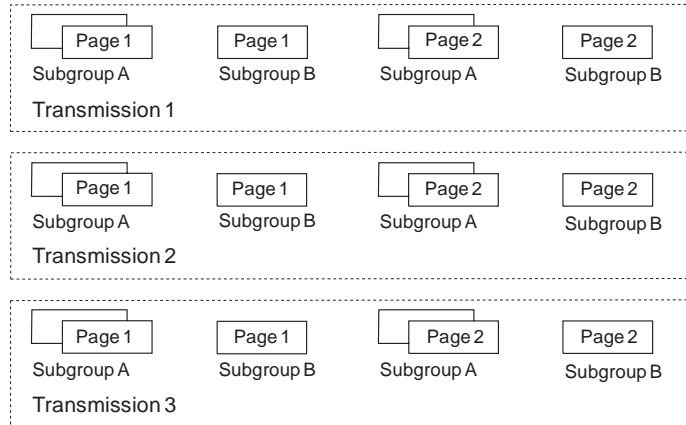 Page 1 Page 1 Page 2 Page 2
Subgroup A Subgroup B Subgroup A Subgroup B
Transmission 1
Page 1 Page 1 Page 2 Page 2
Subgroup A Subgroup B Subgroup A Subgroup B
Transmission 2
Page 1 Page 1 Page 2 Page 2
Subgroup A Subgroup B Subgroup A Subgroup B
Transmission 3